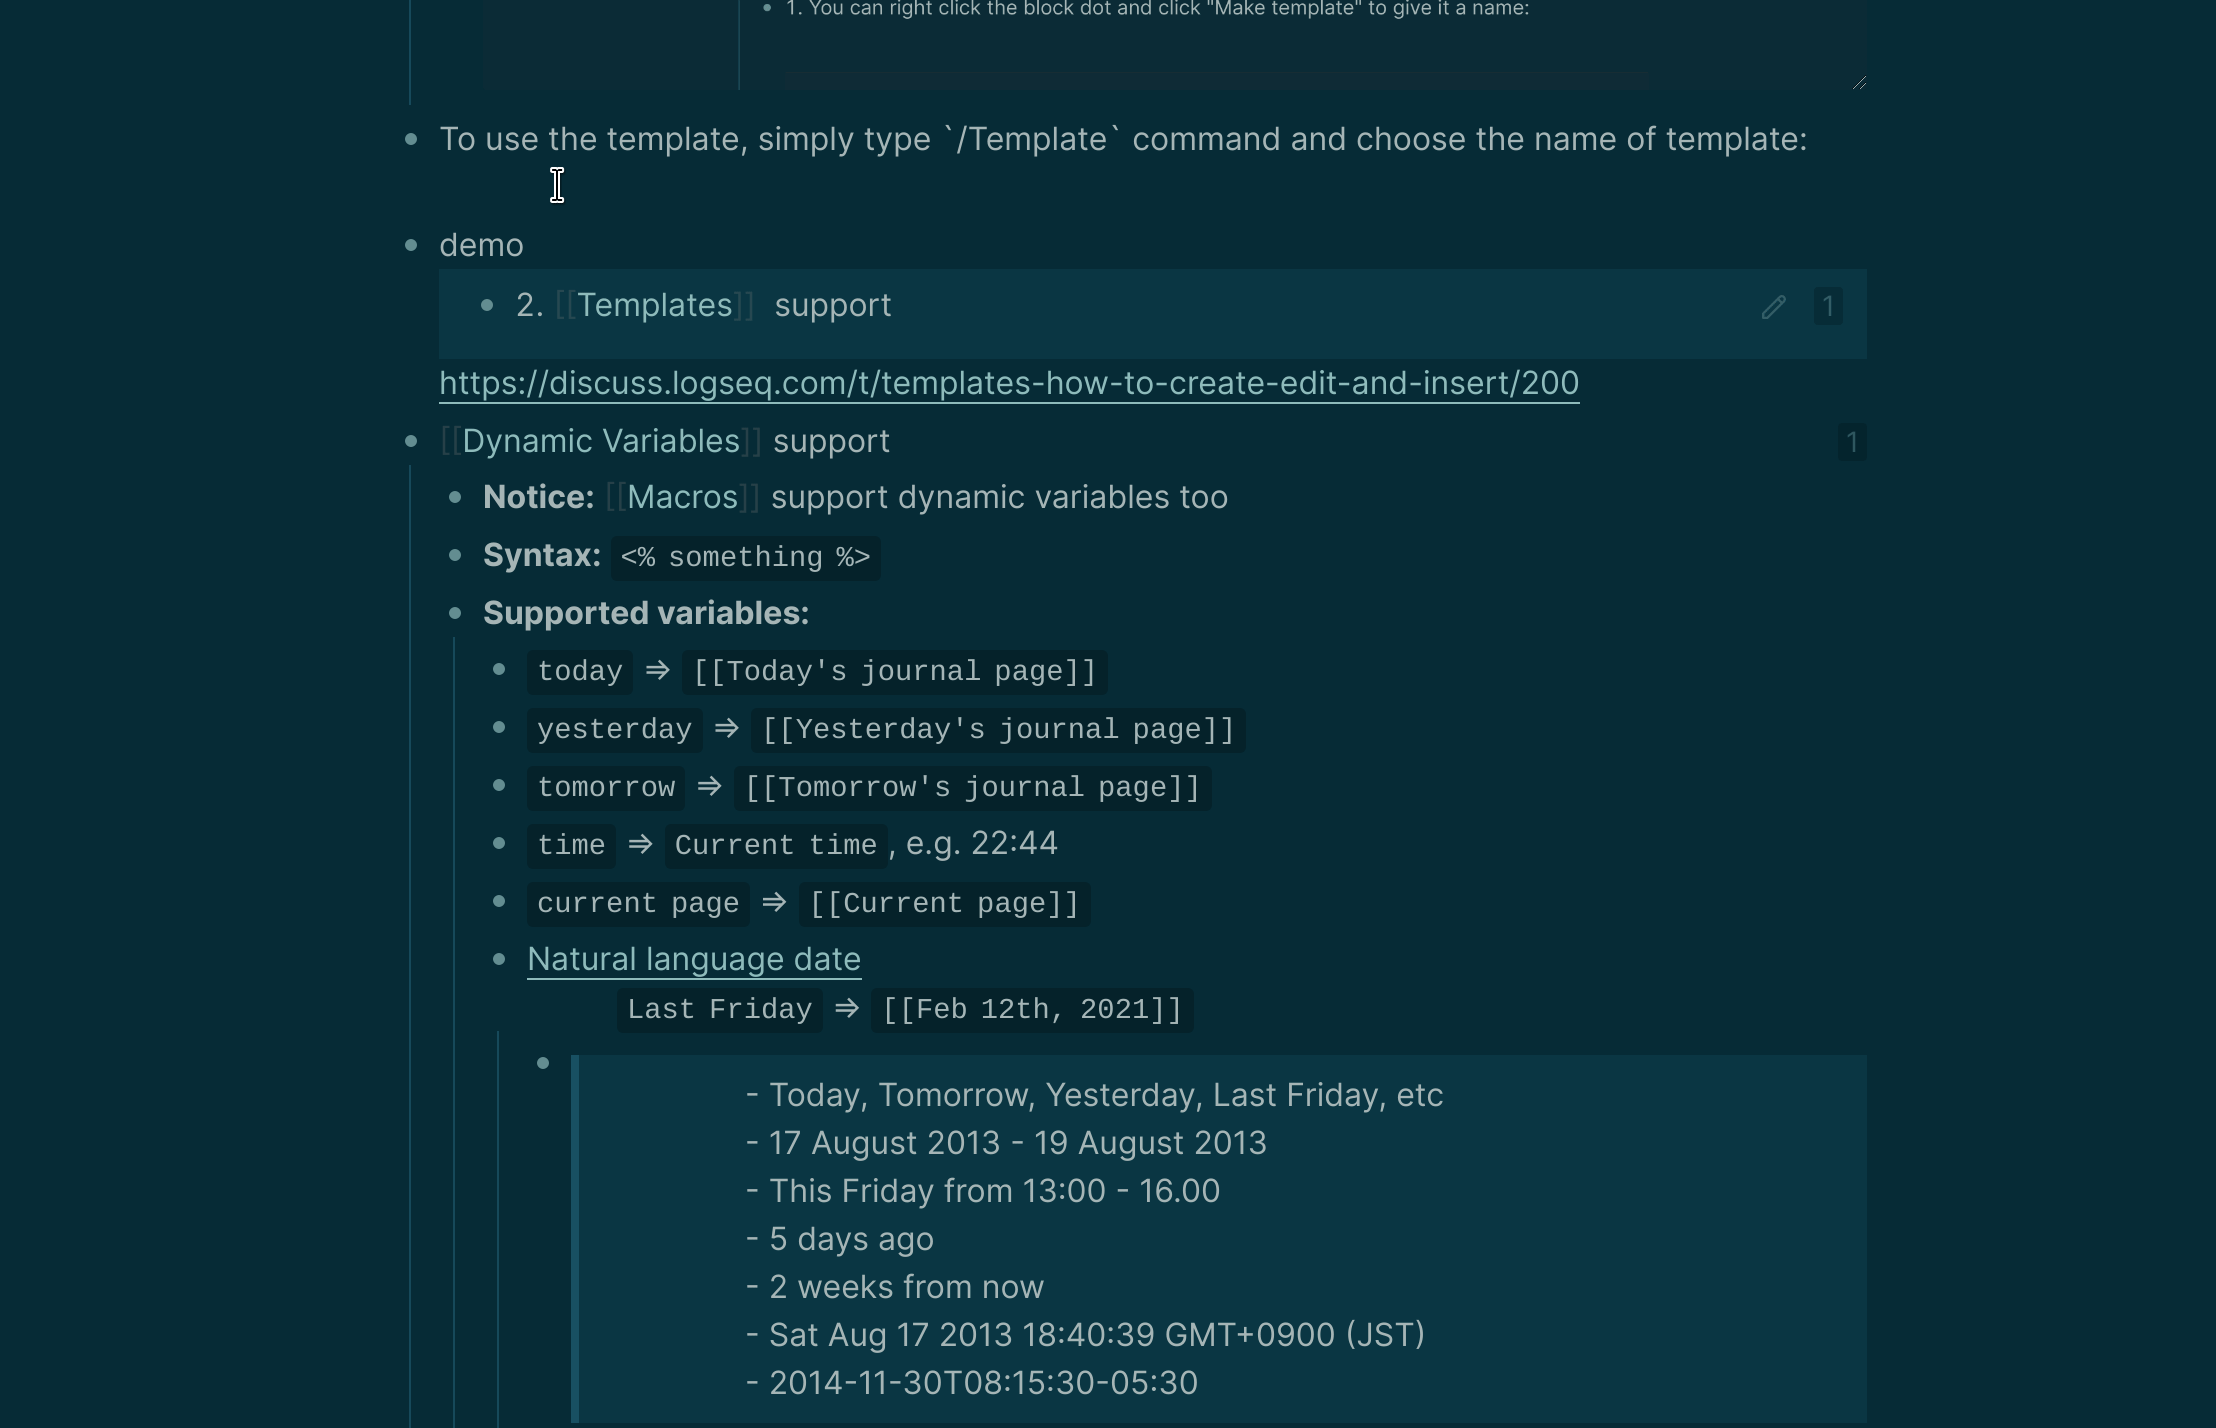 1. You can right click the block dot and click "Make template" to give it a name:
To use the template, simply type `/Template` command and choose the name of template:
demo
2. [[Templates]] support
1
https://discuss.logseq.com/t/templates-how-to-create-edit-and-insert/200
[[Dynamic Variables]] support
1
Notice: [[Macros]] support dynamic variables too
Syntax: <% something %>
Supported variables:
today ⇒ [[Today's journal page]]
yesterday ⇒ [[Yesterday's journal page]]
tomorrow ⇒ [[Tomorrow's journal page]]
time ⇒ Current time, e.g. 22:44
current page ⇒ [[Current page]]
Natural language date
Last Friday ⇒ [[Feb 12th, 2021]]
- Today, Tomorrow, Yesterday, Last Friday, etc
- 17 August 2013 - 19 August 2013
- This Friday from 13:00 - 16.00
- 5 days ago
- 2 weeks from now
- Sat Aug 17 2013 18:40:39 GMT+0900 (JST)
- 2014-11-30T08:15:30-05:30